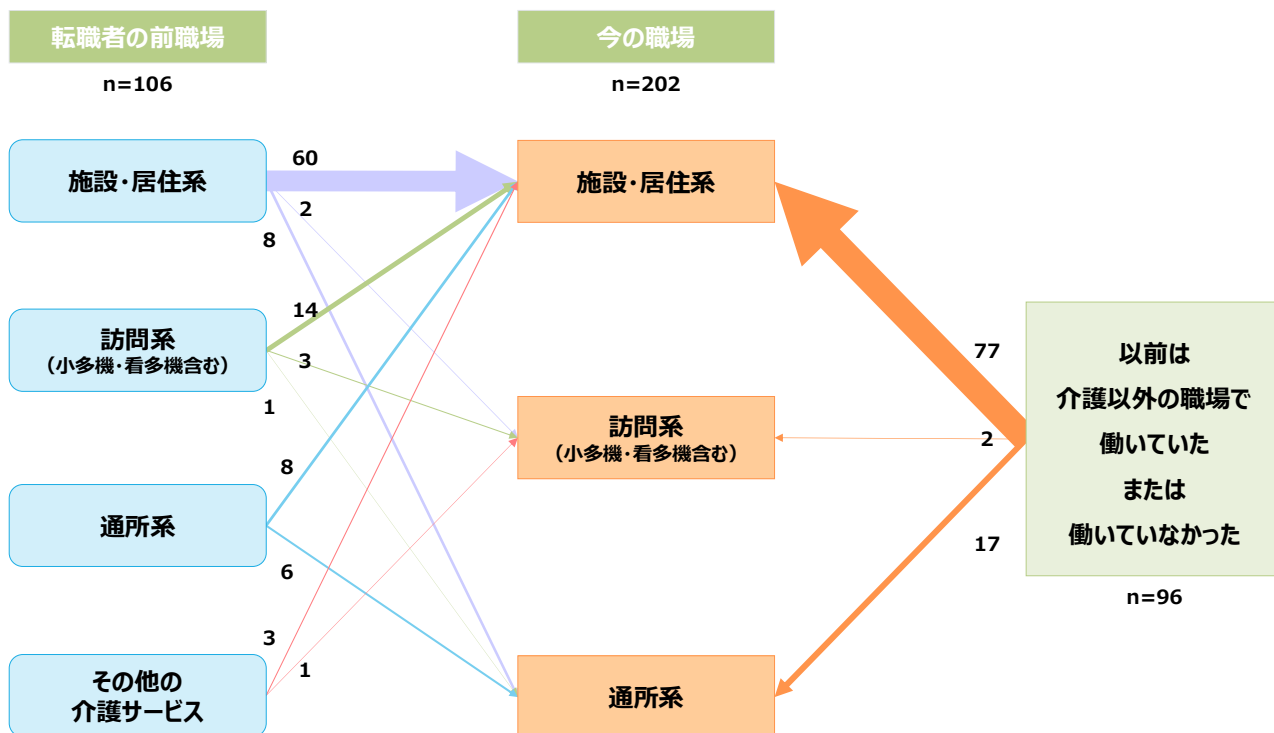 転職者の前職場
今の職場
n=106
n=202
施設・居住系
60
2
8
施設・居住系
訪問系
（小多機・看多機含む）
14
3
1
77
以前は
介護以外の職場で
働いていた
または
働いていなかった
n=96
訪問系
（小多機・看多機含む）
2
通所系
8
6
17
その他の
介護サービス
3
1
通所系